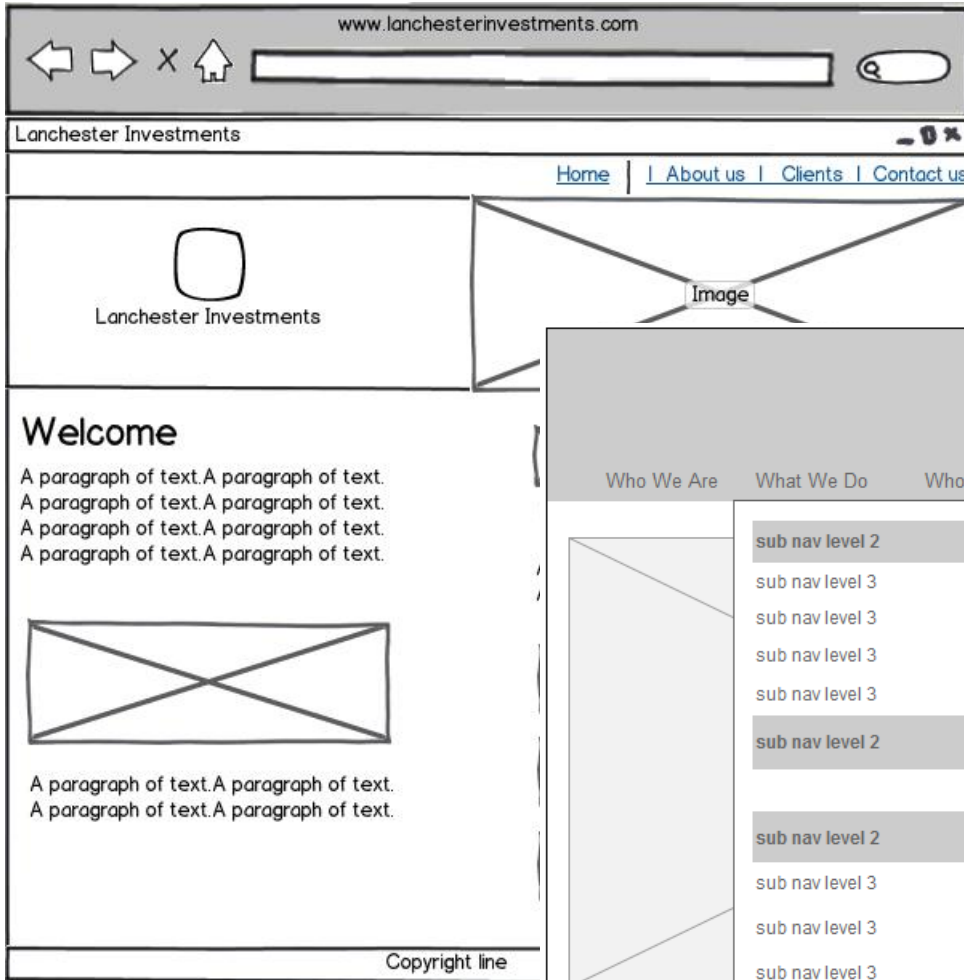 www.lanchesterinvestments.com
Lanchester Investments
Home | I About us I Clients I Contact us
Lanchester Investments
Image
Welcome
A paragraph of text.A paragraph of text.
A paragraph of text.A paragraph of text.
A paragraph of text.A paragraph of text.
A paragraph of text.A paragraph of text.
A paragraph of text.A paragraph of text.
A paragraph of text.A paragraph of text.
Copyright line
Who We Are What We Do Who
sub nav level 2
sub nav level 3
sub nav level 3
sub nav level 3
sub nav level 3
sub nav level 2
sub nav level 2
sub nav level 3
sub nav level 3
sub nav level 3